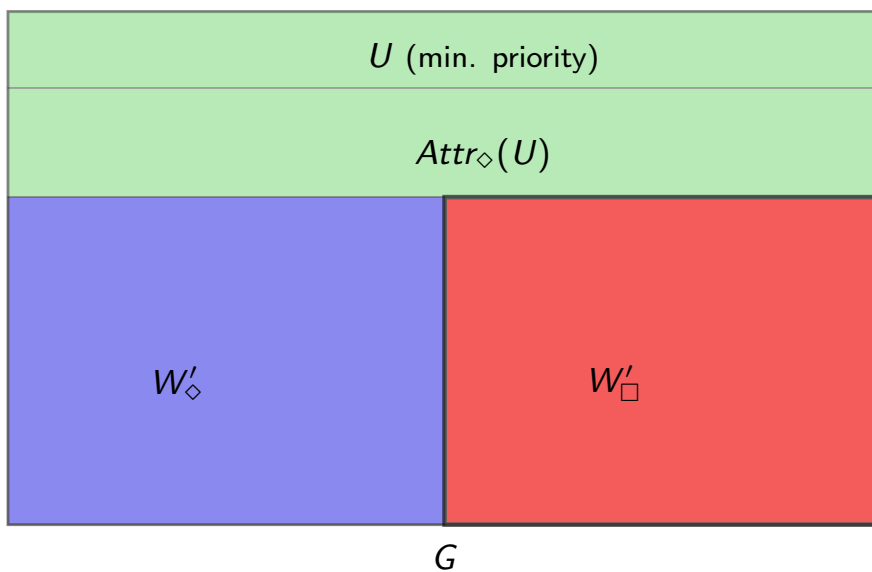 U (min. priority)
Attr◇(U)
W′◇
W′□
G